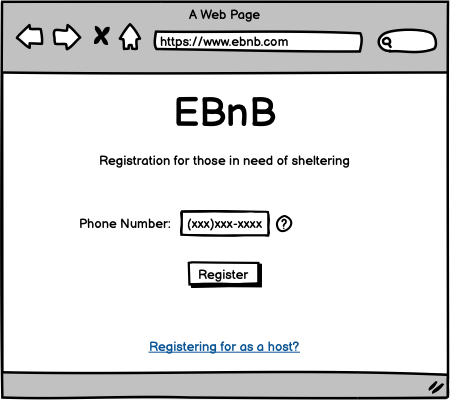 A Web Page
https://www.ebnb.com
EBnB
Registration for those in need of sheltering
Phone Number: (xxx)xxx-xxxx ?
Register
Registering for as a host?